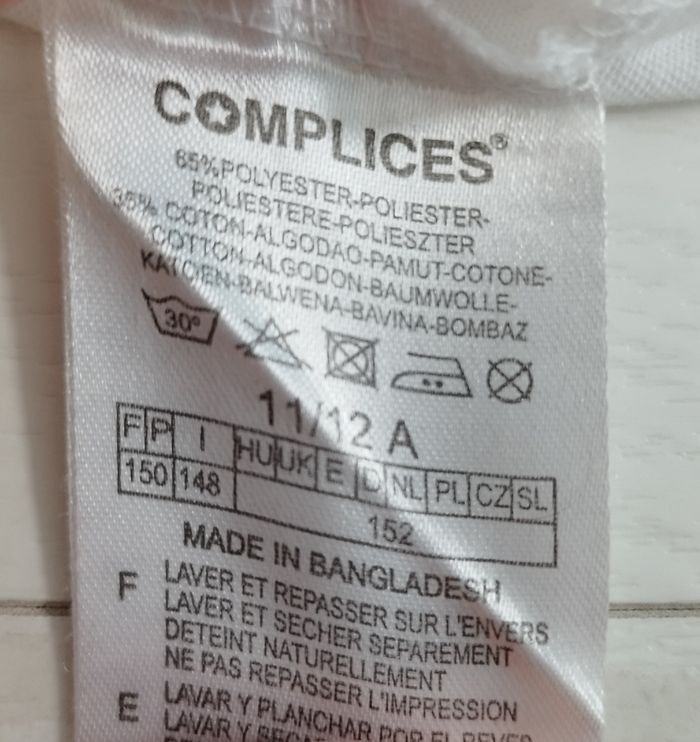 COMPLICES®
65%POLYESTER-POLIESTER-
POLIESTERE-POLIESZTER
35% COTON-ALGODAO-PAMUT-COTONE-
COTTON-ALGODON-BAUMWOLLE-
KATOEN-BALWENA-BAVINA-BOMBAZ
30°
11/12 A
F P I HU UK E D NL PL CZ SL
150 148 152
MADE IN BANGLADESH
F LAVER ET REPASSER SUR L'ENVERS
LAVER ET SECHER SEPAREMENT
DETEINT NATURELLEMENT
NE PAS REPASSER L'IMPRESSION
E LAVAR Y PLANCHAR POR EL REVES
LAVAR Y